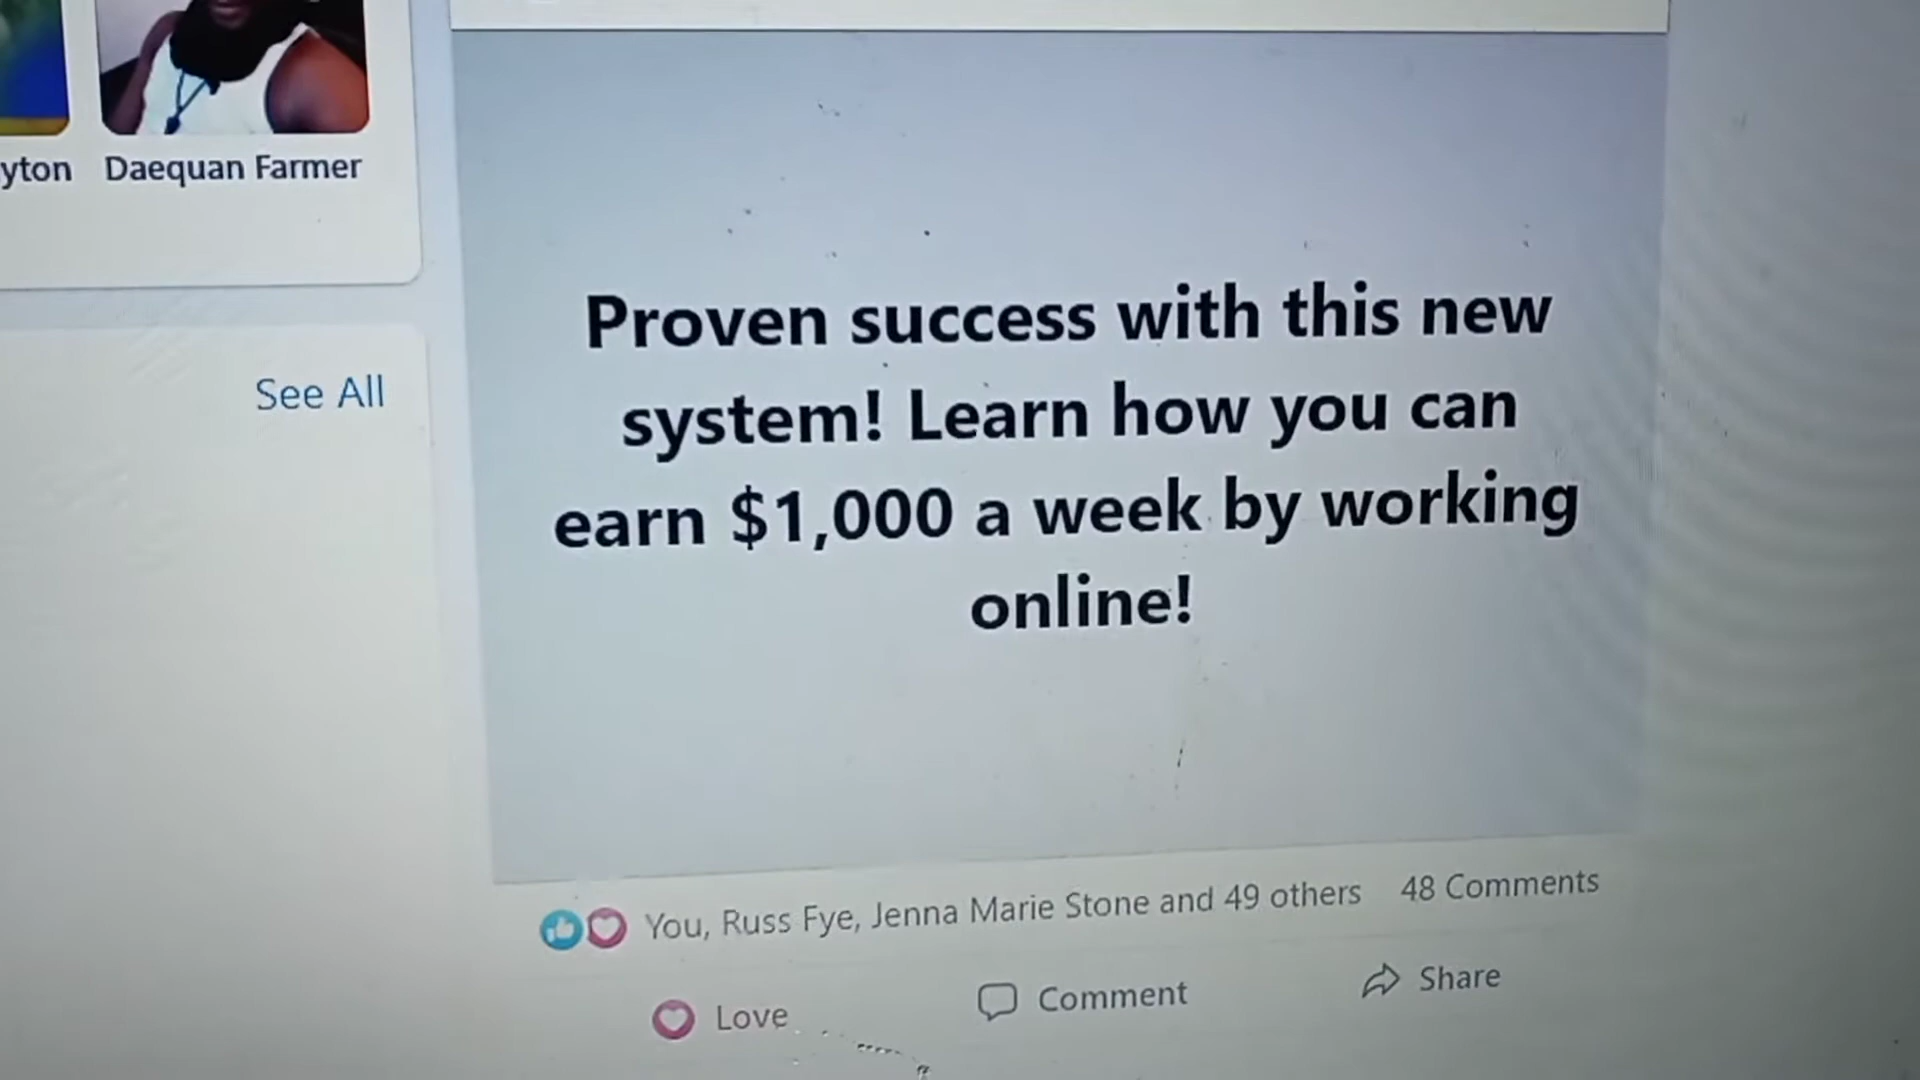 yton
Daequan Farmer
See All
Proven success with this new
system! Learn how you can
earn $1,000 a week by working
online!
You, Russ Fye, Jenna Marie Stone and 49 others
48 Comments
Love
Comment
Share